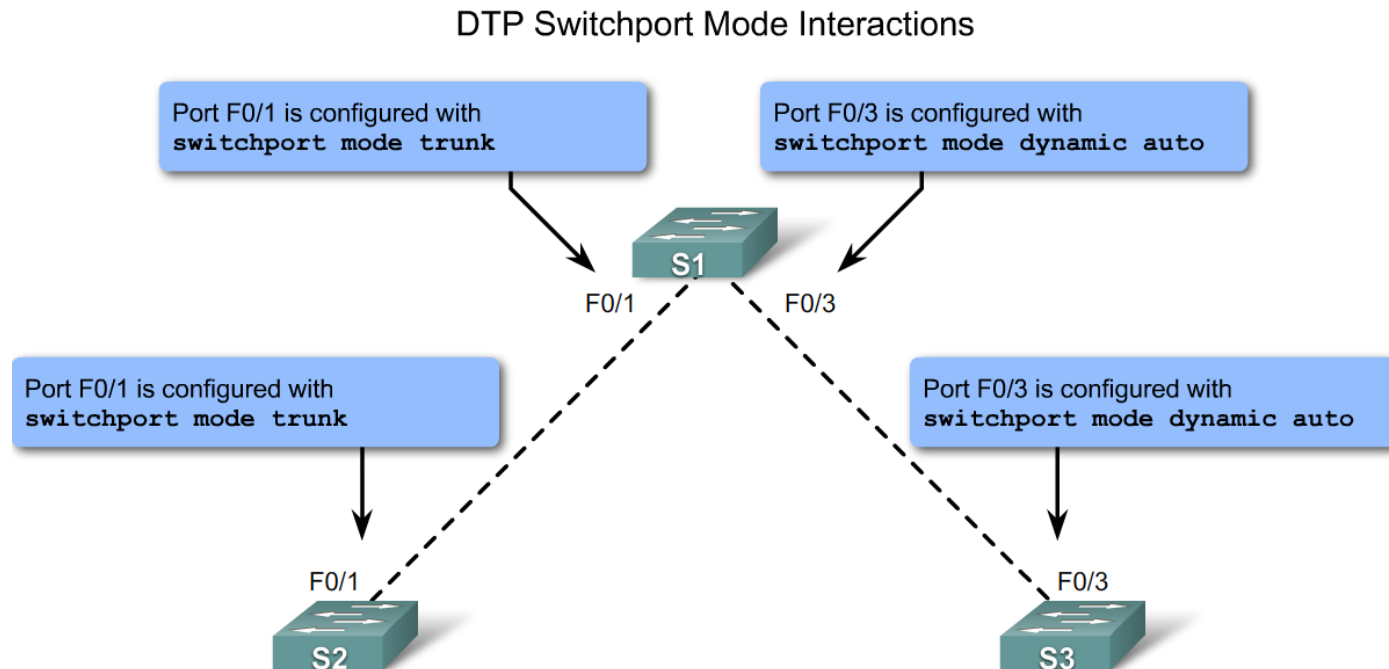 DTP Switchport Mode Interactions
Port F0/1 is configured with
switchport mode trunk
Port F0/3 is configured with
switchport mode dynamic auto
S1
F0/1
F0/3
Port F0/1 is configured with
switchport mode trunk
Port F0/3 is configured with
switchport mode dynamic auto
F0/1
F0/3
S2
S3